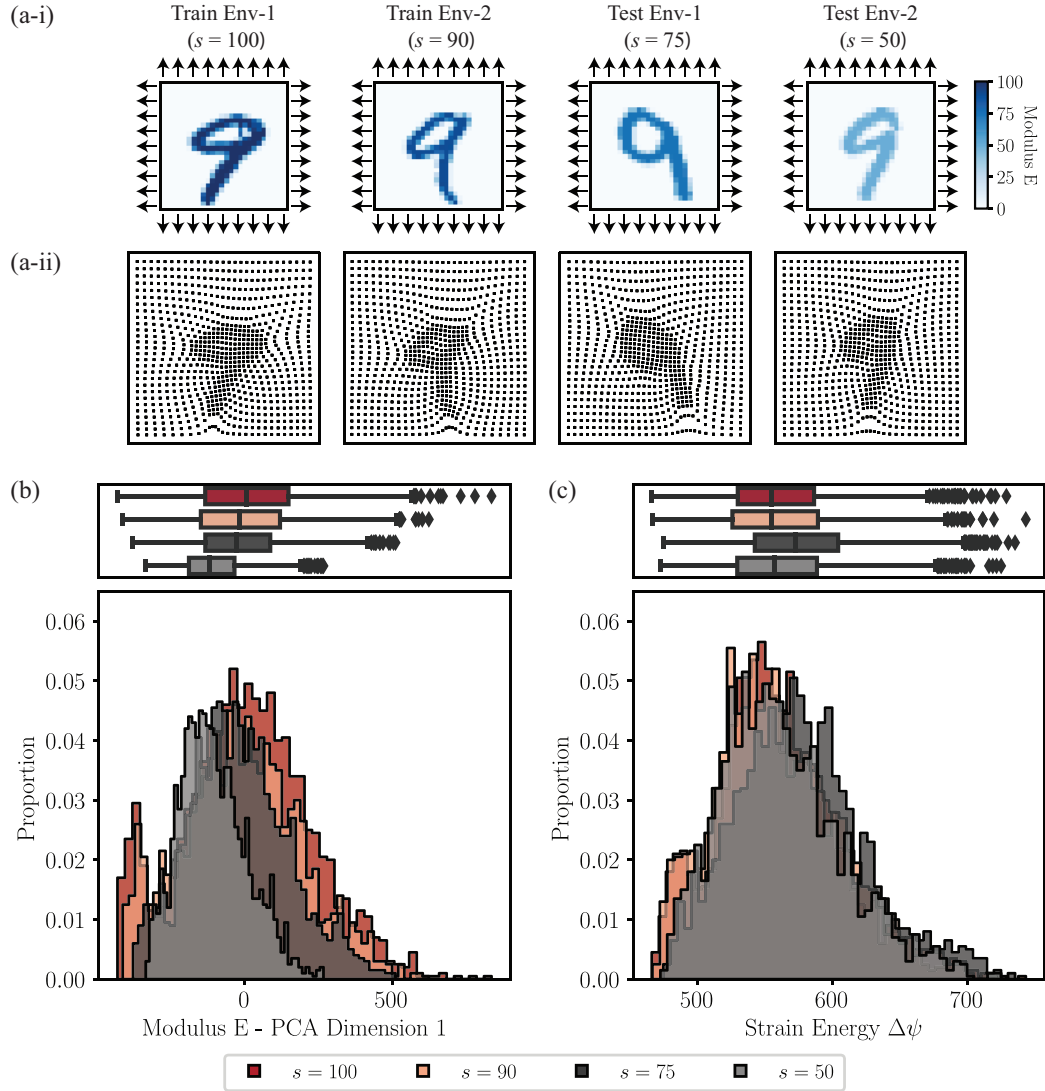 (a-i)
Train Env-1 Train Env-2 Test Env-1 Test Env-2
(s = 100) (s = 90) (s = 75) (s = 50)
100
75
50
25
0
Modulus E
(a-ii)
(b) (c)
0.06 0.06
0.05 0.05
0.04 0.04
0.03 0.03
0.02 0.02
0.01 0.01
0.00 0.00
Proportion Proportion
0 500 500 600 700
Modulus E - PCA Dimension 1 Strain Energy Δψ
s = 100 s = 90 s = 75 s = 50